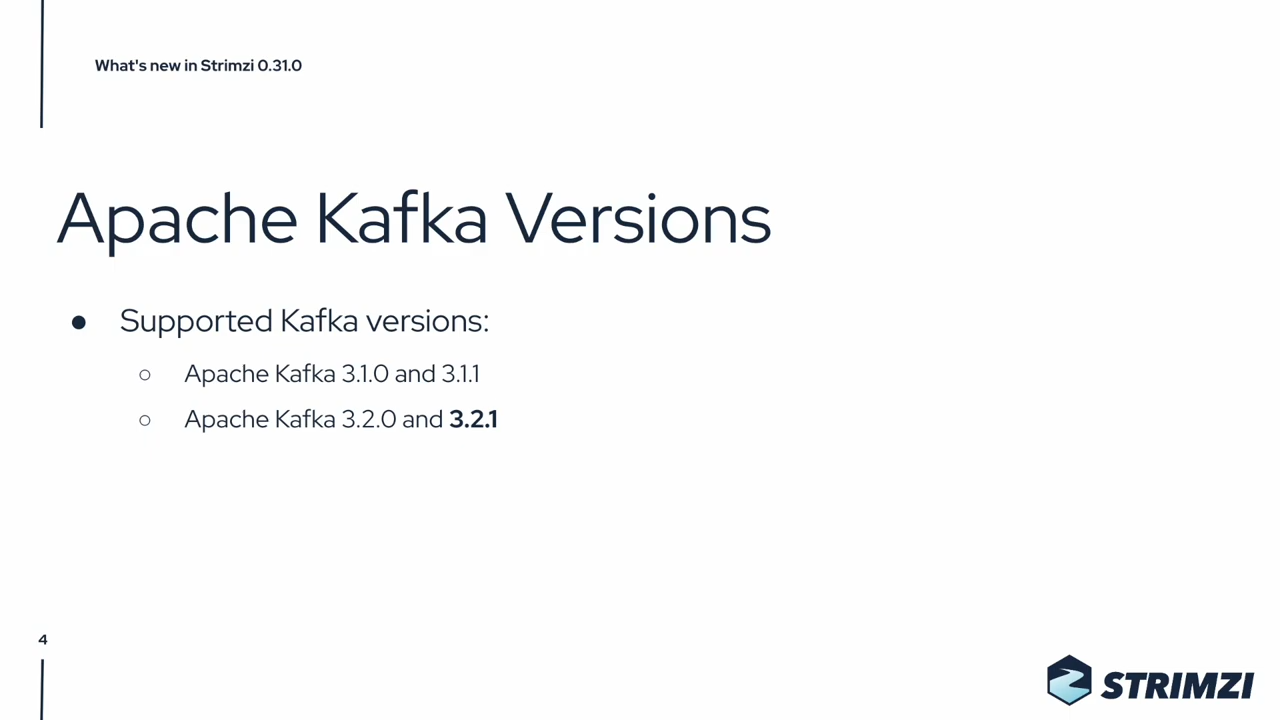 What's new in Strimzi 0.31.0
Apache Kafka Versions
● Supported Kafka versions:
○ Apache Kafka 3.1.0 and 3.1.1
○ Apache Kafka 3.2.0 and 3.2.1
4
STRIMZI